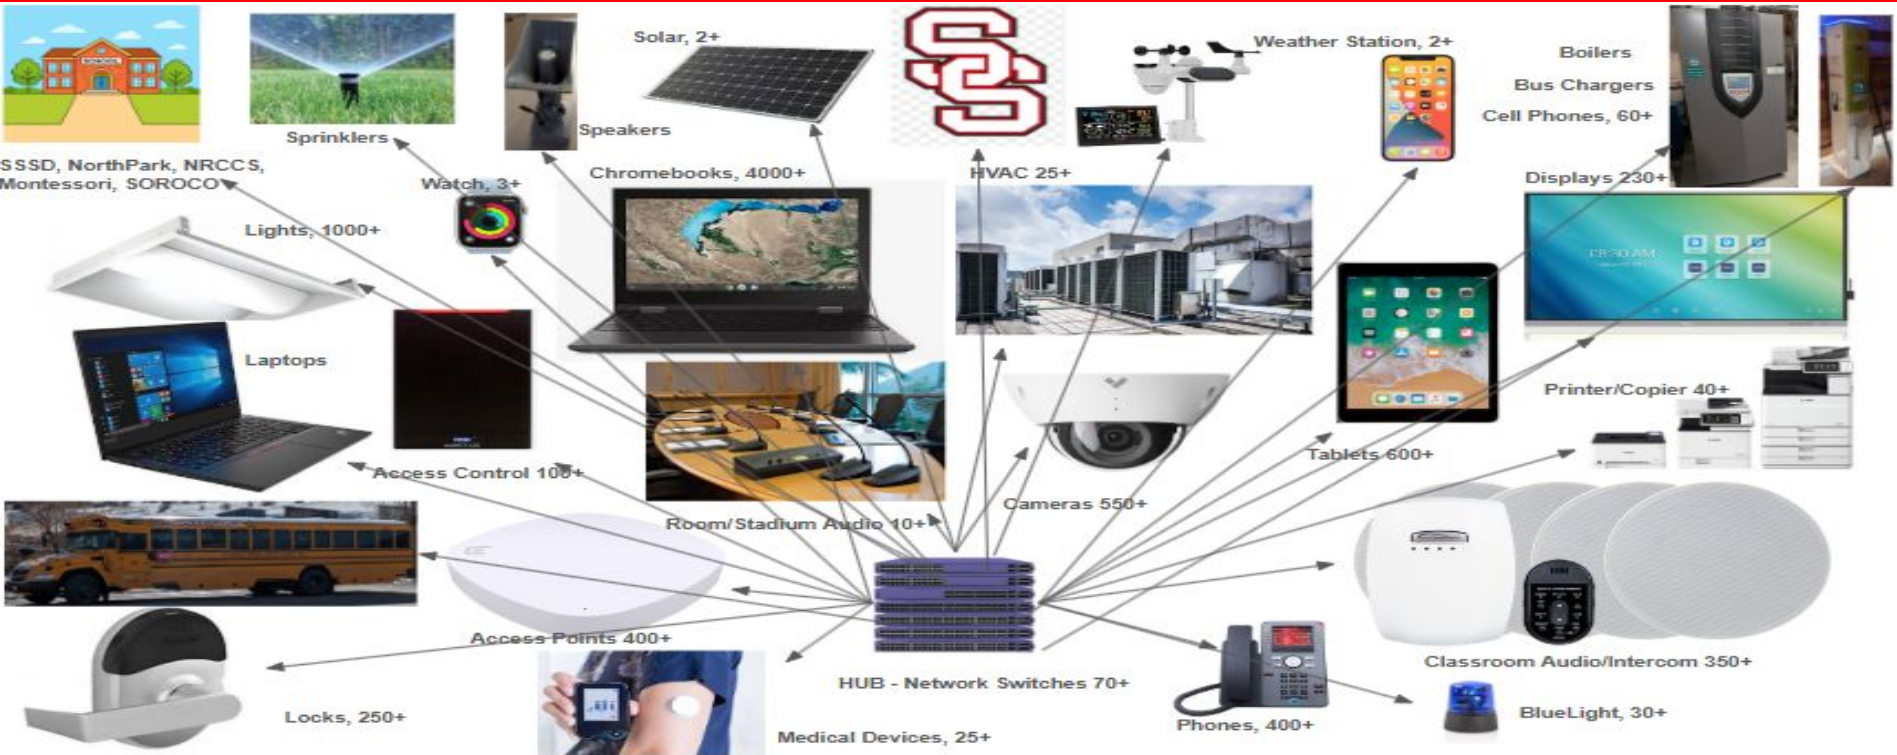 SCHOOL
Sprinklers
Speakers
Solar, 2+
SS
Weather Station, 2+
Boilers
Bus Chargers
Cell Phones, 60+
SSSD, NorthPark, NRCCS,
Montessori, SOROCO
Watch, 3+
Chromebooks, 4000+
HVAC 25+
Displays 230+
Lights, 1000+
Laptops
Printer/Copier 40+
Access Control 100+
Tablets 600+
Room/Stadium Audio 10+
Cameras 550+
Access Points 400+
Classroom Audio/Intercom 350+
HUB - Network Switches 70+
Locks, 250+
Medical Devices, 25+
Phones, 400+
BlueLight, 30+